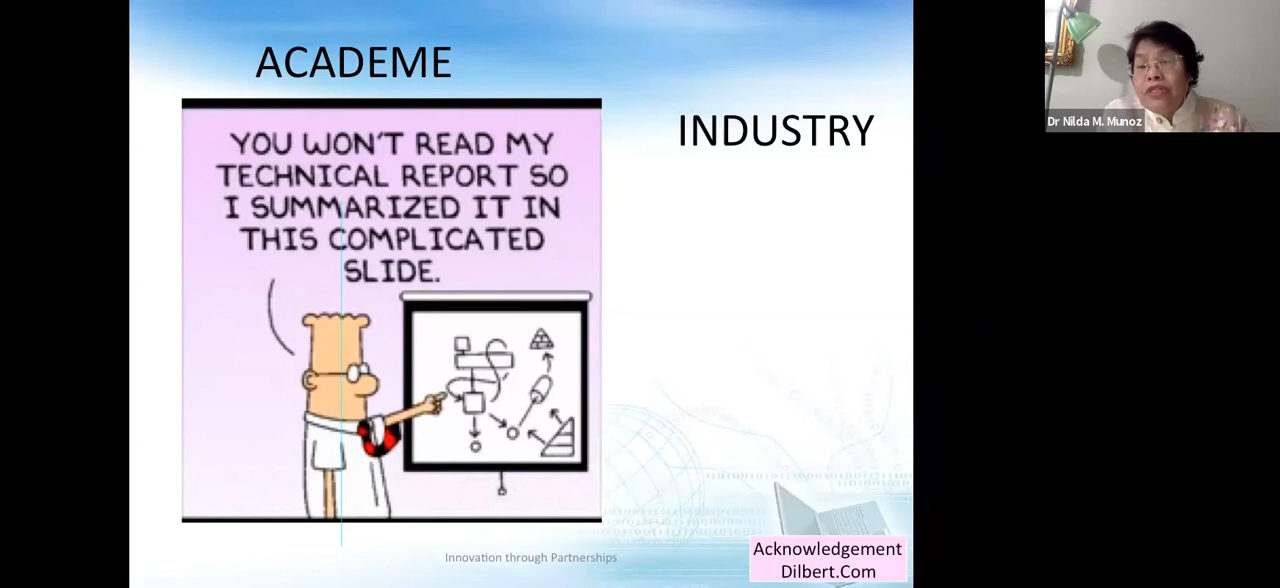 ACADEME
YOU WON'T READ MY
TECHNICAL REPORT SO
I SUMMARIZED IT IN
THIS COMPLICATED
SLIDE.
INDUSTRY
Innovation through Partnerships
Acknowledgement
Dilbert.Com
Dr Nilda M. Munoz